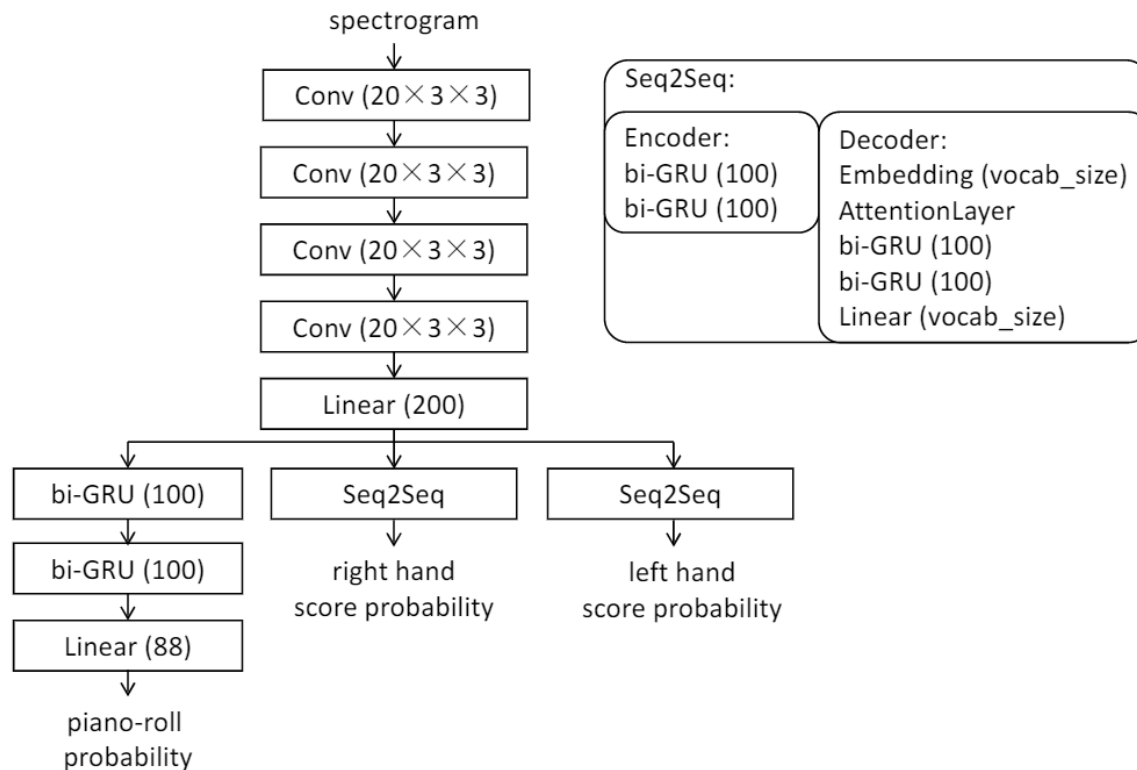 spectrogram
Conv (20×3×3)
Conv (20×3×3)
Conv (20×3×3)
Conv (20×3×3)
Linear (200)
bi-GRU (100)
bi-GRU (100)
Linear (88)
piano-roll
probability
Seq2Seq
right hand
score probability
Seq2Seq
left hand
score probability
Seq2Seq:
Encoder:
bi-GRU (100)
bi-GRU (100)
Decoder:
Embedding (vocab_size)
AttentionLayer
bi-GRU (100)
bi-GRU (100)
Linear (vocab_size)